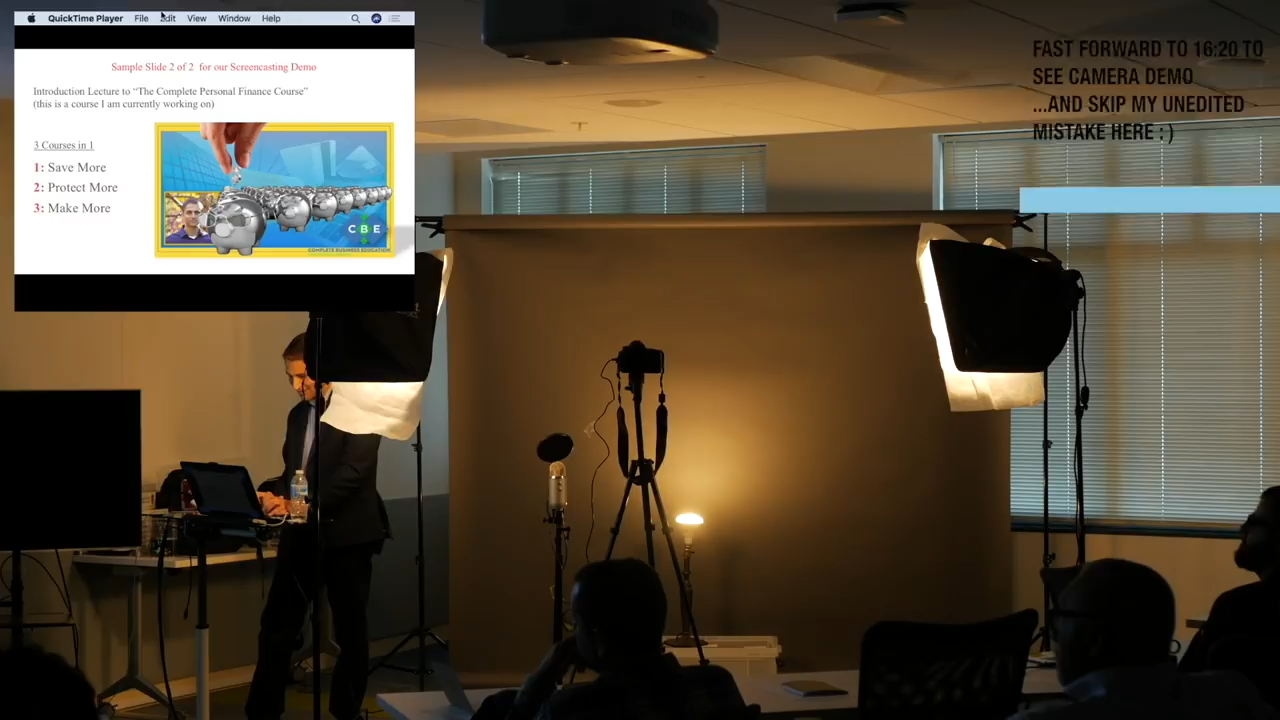 QuickTime Player File Edit View Window Help
Sample Slide 2 of 2 for our Screencasting Demo
Introduction Lecture to “The Complete Personal Finance Course”
(this is a course I am currently working on)
3 Courses in 1
1: Save More
2: Protect More
3: Make More
CBE
COMPLETE BUSINESS EDUCATION
FAST FORWARD TO 16:20 TO
SEE CAMERA DEMO
...AND SKIP MY UNEDITED
MISTAKE HERE : )